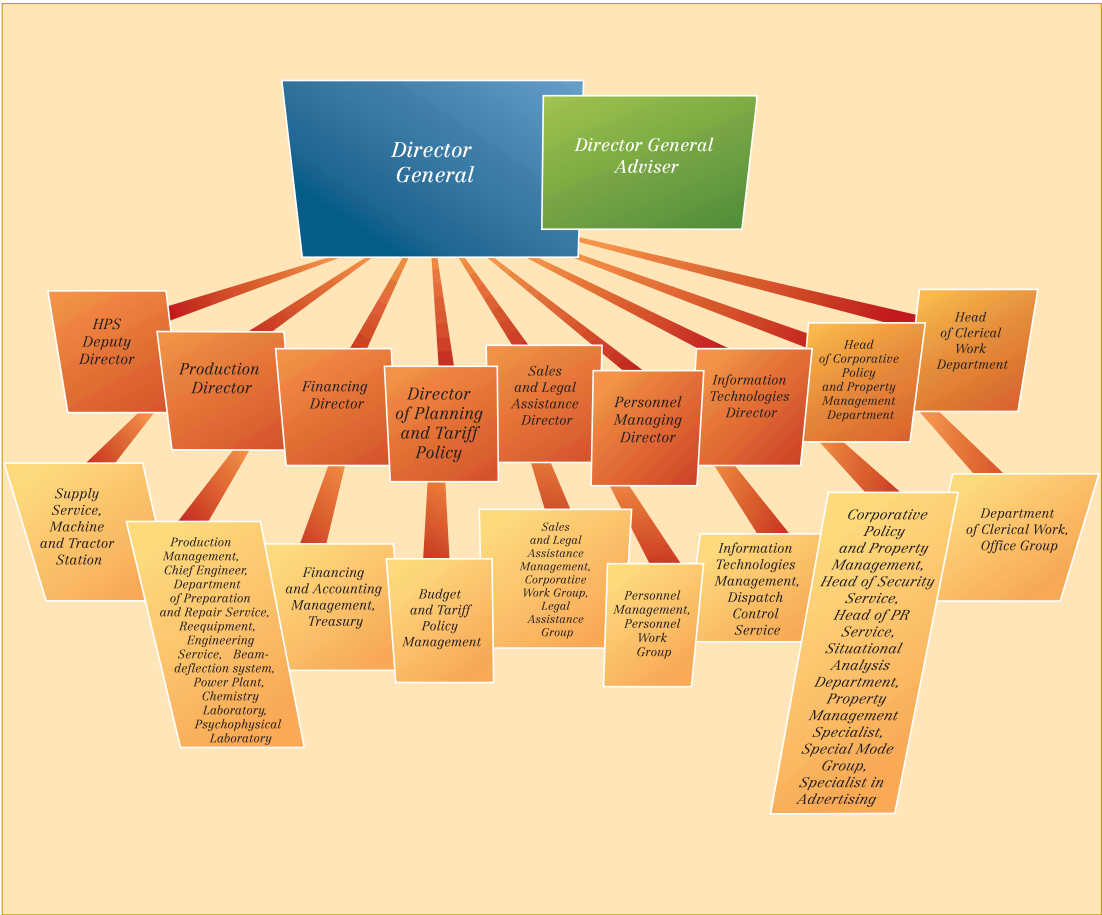 Director
General
Director General
Adviser
HPS
Deputy
Director
Production
Director
Financing
Director
Director
of Planning
and Tariff
Policy
Sales
and Legal
Assistance
Director
Personnel
Managing
Director
Information
Technologies
Director
Head
of Corporative
Policy
and Property
Management
Department
Head
of Clerical
Work
Department
Supply
Service,
Machine
and Tractor
Station
Production
Management,
Chief Engineer,
Department
of Preparation
and Repair Service,
Reequipment,
Engineering
Service, Beam-
deflection system,
Power Plant,
Chemistry
Laboratory,
Psychophysical
Laboratory
Financing
and Accounting
Management,
Treasury
Budget
and Tariff
Policy
Management
Sales
and Legal
Assistance
Management,
Corporative
Work Group,
Legal
Assistance
Group
Personnel
Management,
Personnel
Work
Group
Information
Technologies
Management,
Dispatch
Control
Service
Corporative
Policy
and Property
Management,
Head of Security
Service,
Head of PR
Service,
Situational
Analysis
Department,
Property
Management
Specialist,
Special Mode
Group,
Specialist in
Advertising
Department
of Clerical Work,
Office Group